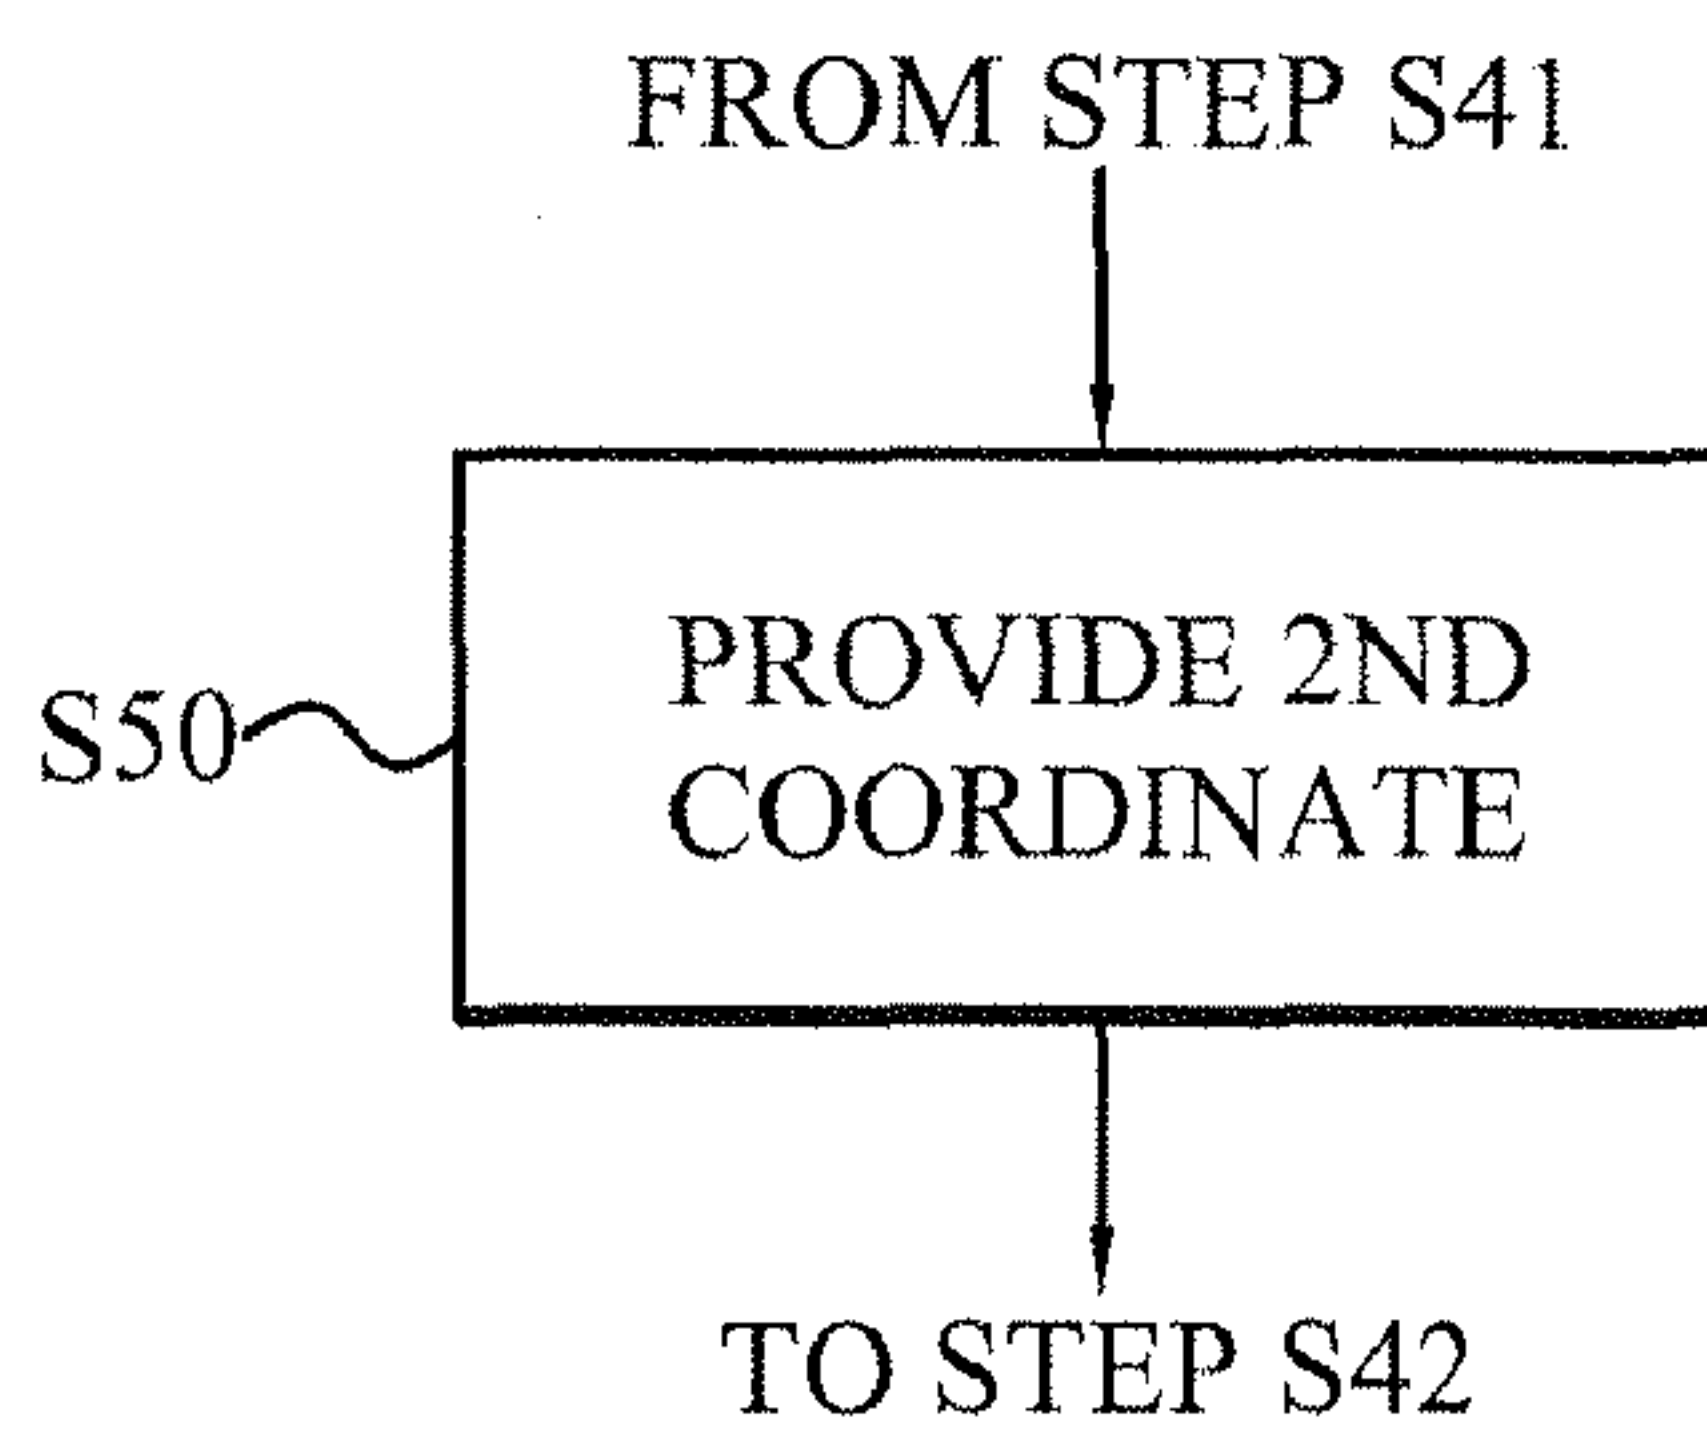 FROM STEP S41
PROVIDE 2ND
S50
COORDINATE
TO STEP S42